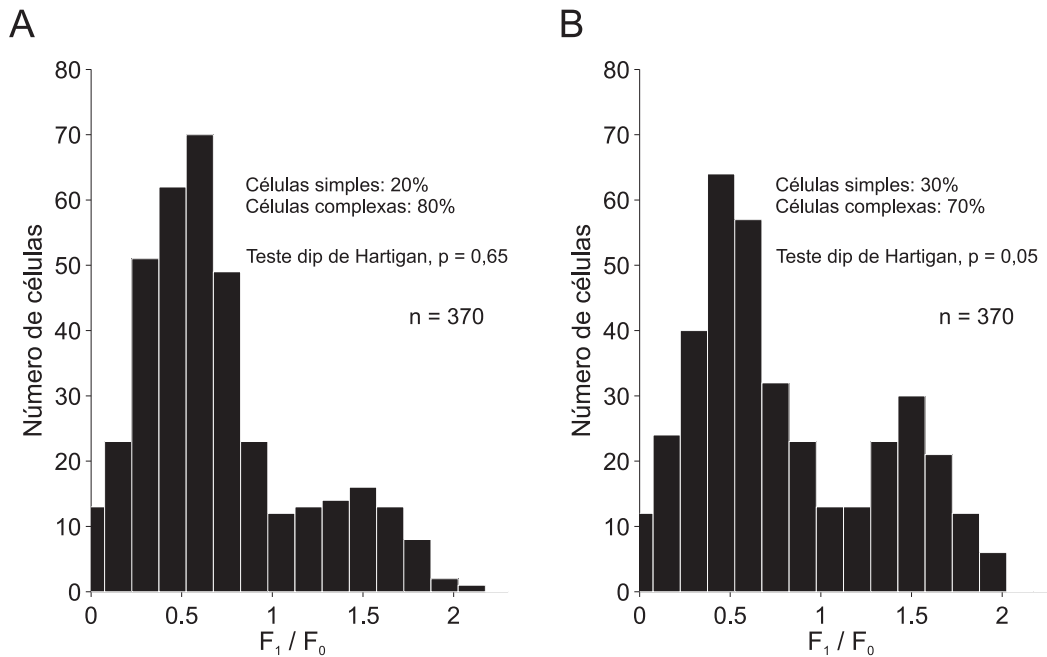 A
80
70
60
50
40
30
20
10
0
Número de células
Células simples: 20%
Células complexas: 80%
Teste dip de Hartigan, p = 0,65
n = 370
0 0.5 1 1.5 2
F1 / F0
B
80
70
60
50
40
30
20
10
0
Número de células
Células simples: 30%
Células complexas: 70%
Teste dip de Hartigan, p = 0,05
n = 370
0 0.5 1 1.5 2
F1 / F0